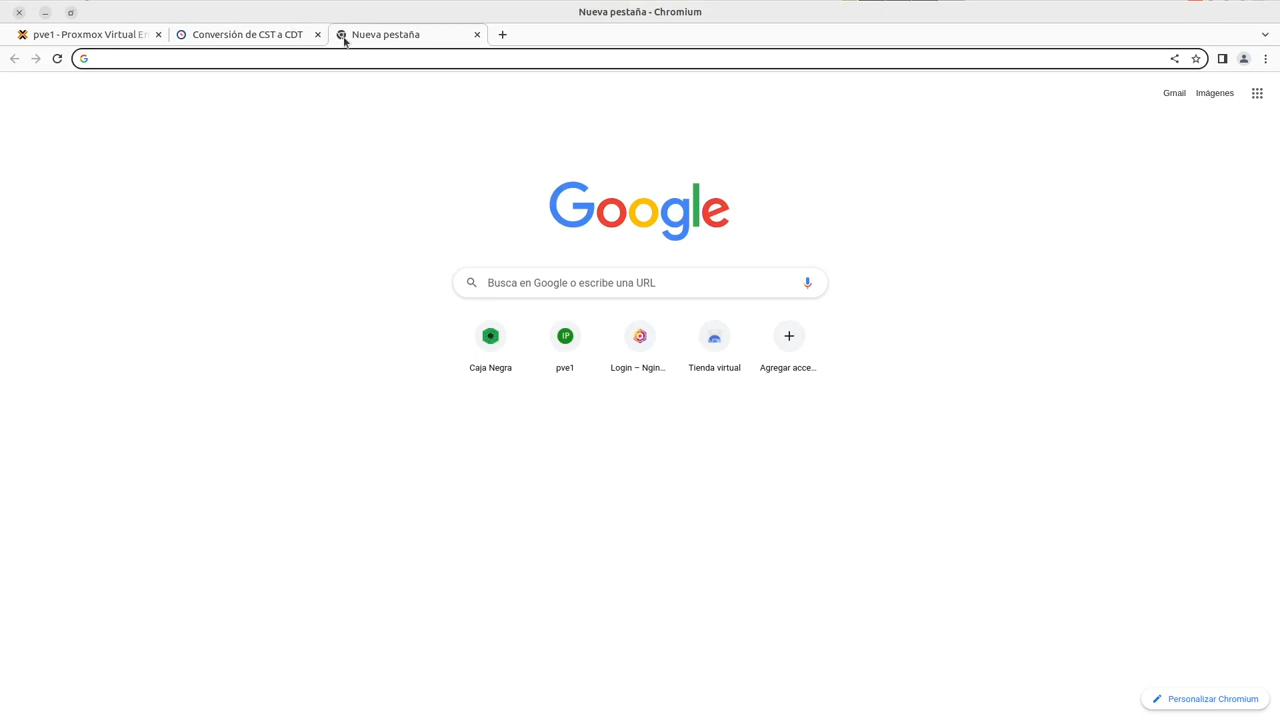 Nueva pestaña - Chromium
pve1 - Proxmox Virtual En
Conversión de CST a CDT
Nueva pestaña
Gmail
Imágenes
Google
Busca en Google o escribe una URL
IP
Caja Negra
pve1
Login – Ngin...
Tienda virtual
Agregar acce...
Personalizar Chromium